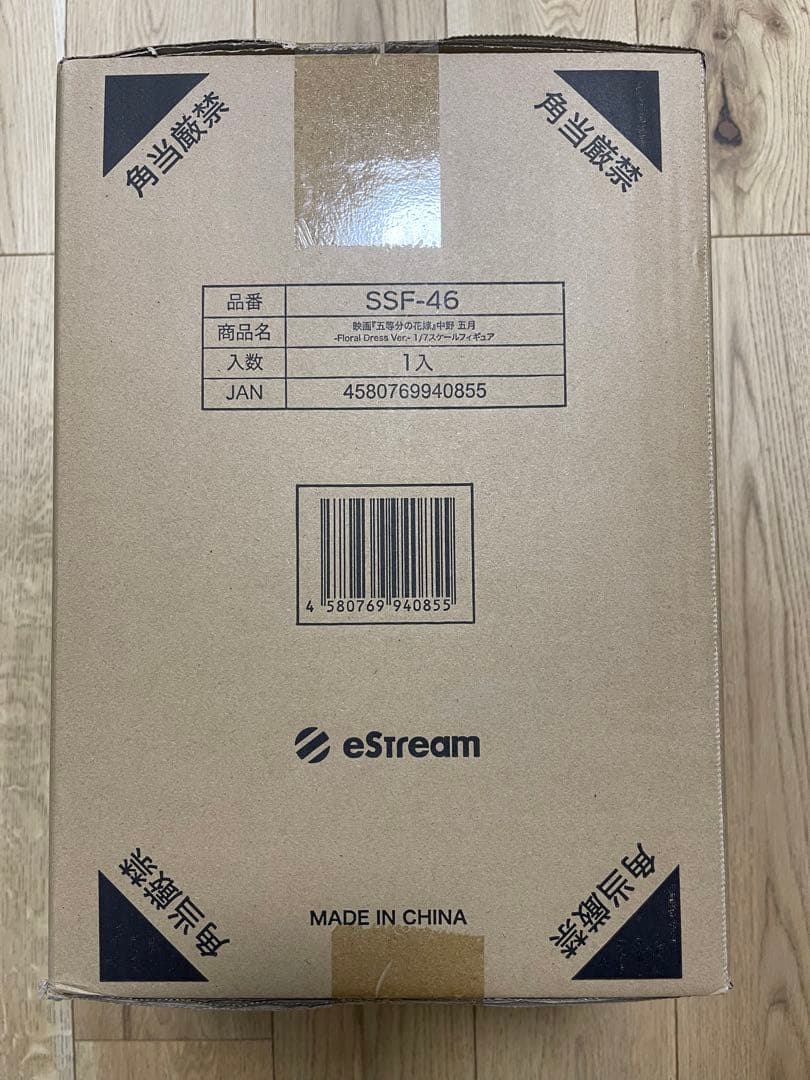 角当厳禁
角当厳禁
品番 SSF-46
商品名 映画『五等分の花嫁』中野 五月
-Floral Dress Ver.- 1/7スケールフィギュア
入数 1入
JAN 4580769940855
4 580769 940855
eStream
角当厳禁
MADE IN CHINA
角当厳禁